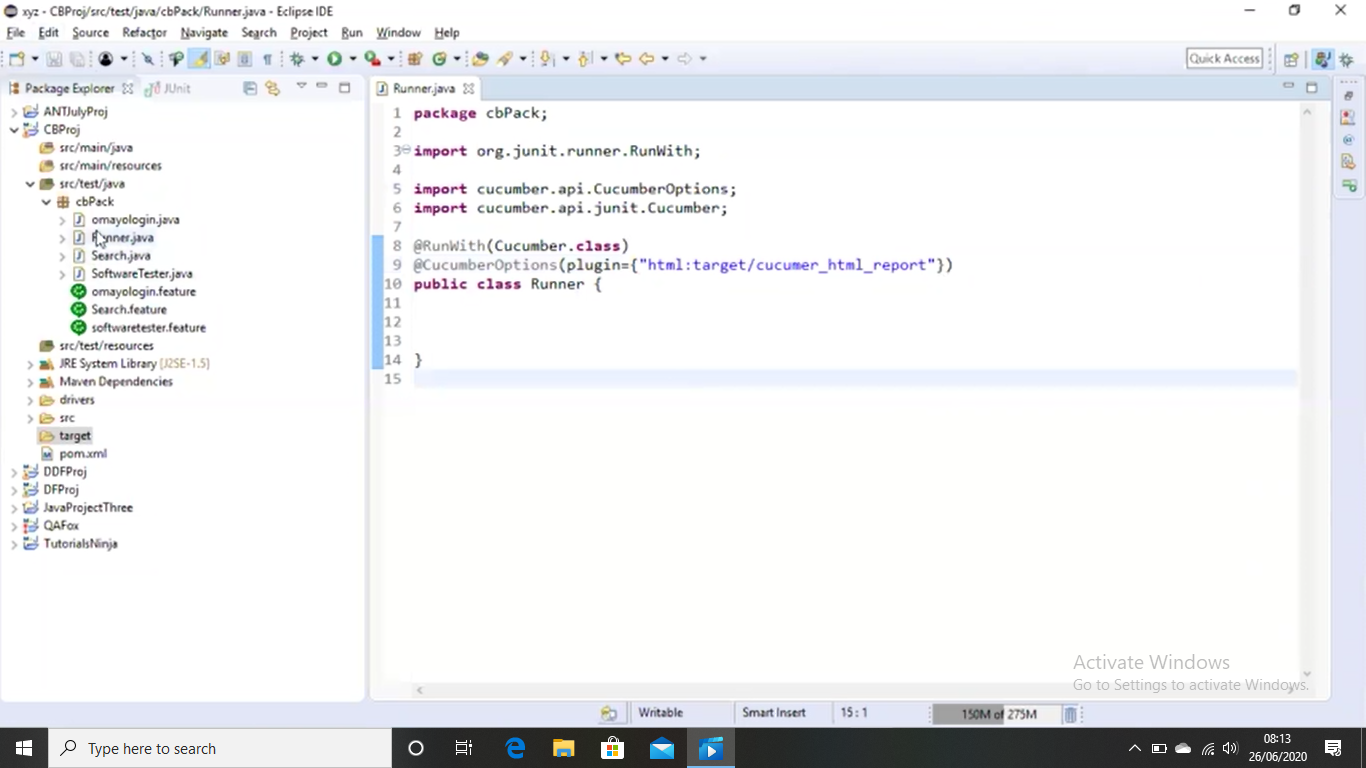 xyz - CBProj/src/test/java/cbPack/Runner.java - Eclipse IDE
File Edit Source Refactor Navigate Search Project Run Window Help
Quick Access
Package Explorer JUnit
Runner.java
ANTJulyProj
CBProj
src/main/java
src/main/resources
src/test/java
cbPack
omayologin.java
Runner.java
Search.java
SoftwareTester.java
omayologin.feature
Search.feature
softwaretester.feature
src/test/resources
JRE System Library [J2SE-1.5]
Maven Dependencies
drivers
src
target
pom.xml
DDFProj
DFProj
JavaProjectThree
QAFox
TutorialsNinja
1 package cbPack;
2
3 import org.junit.runner.RunWith;
4
5 import cucumber.api.CucumberOptions;
6 import cucumber.api.junit.Cucumber;
7
8 @RunWith(Cucumber.class)
9 @CucumberOptions(plugin={"html:target/cucumer_html_report"})
10 public class Runner {
11
12
13
14 }
15
Activate Windows
Go to Settings to activate Windows.
Writable Smart Insert 15 : 1 150M of 275M
Type here to search
08:13
26/06/2020